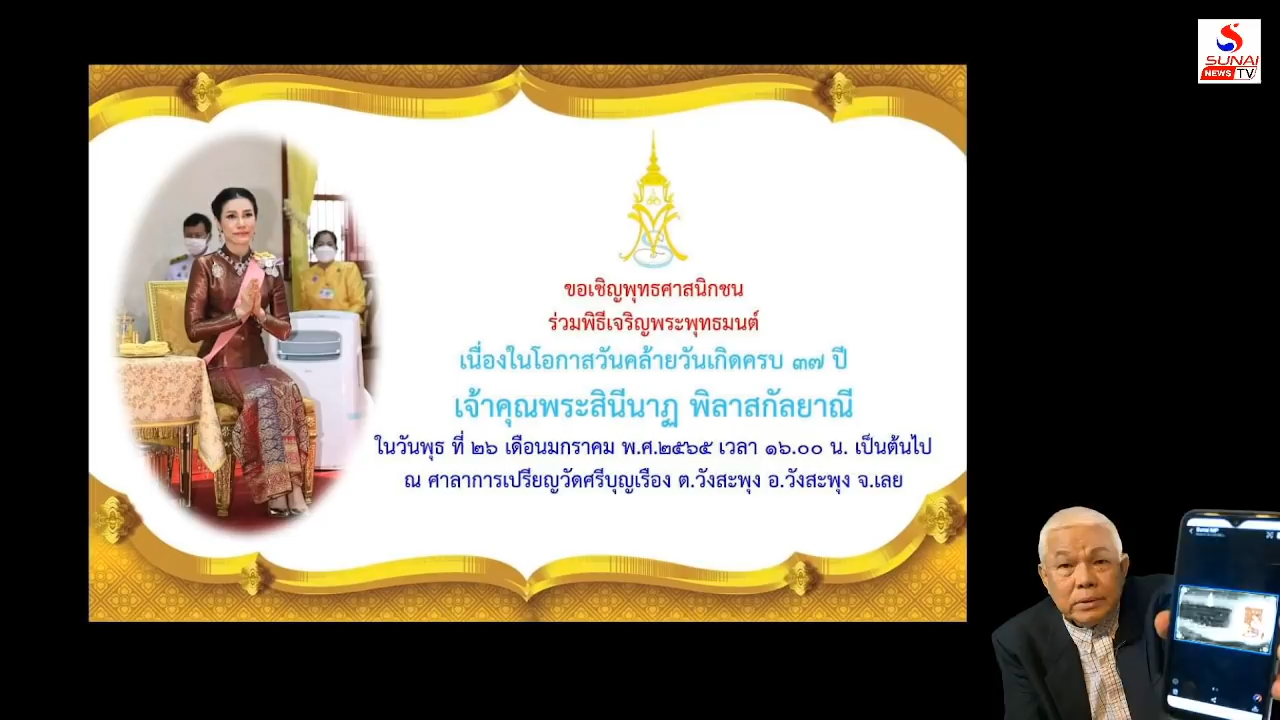 SUNAI
NEWS TV
ขอเชิญพุทธศาสนิกชน
ร่วมพิธีเจริญพระพุทธมนต์
เนื่องในโอกาสวันคล้ายวันเกิดครบ ๓๗ ปี
เจ้าคุณพระสินีนาฏ พิลาสกัลยาณี
ในวันพุธ ที่ ๒๖ เดือนมกราคม พ.ศ.๒๕๖๕ เวลา ๑๖.๐๐ น. เป็นต้นไป
ณ ศาลาการเปรียญวัดศรีบุญเรือง ต.วังสะพุง อ.วังสะพุง จ.เลย